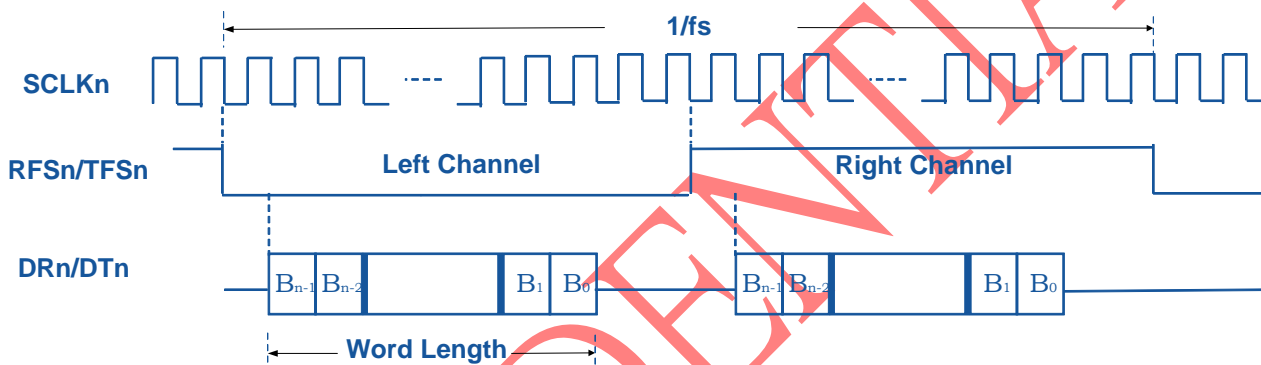 1/fs
SCLKn
RFSn/TFSn
Left Channel
Right Channel
DRn/DTn
Bn-1 Bn-2 B1 B0
Bn-1 Bn-2 B1 B0
Word Length